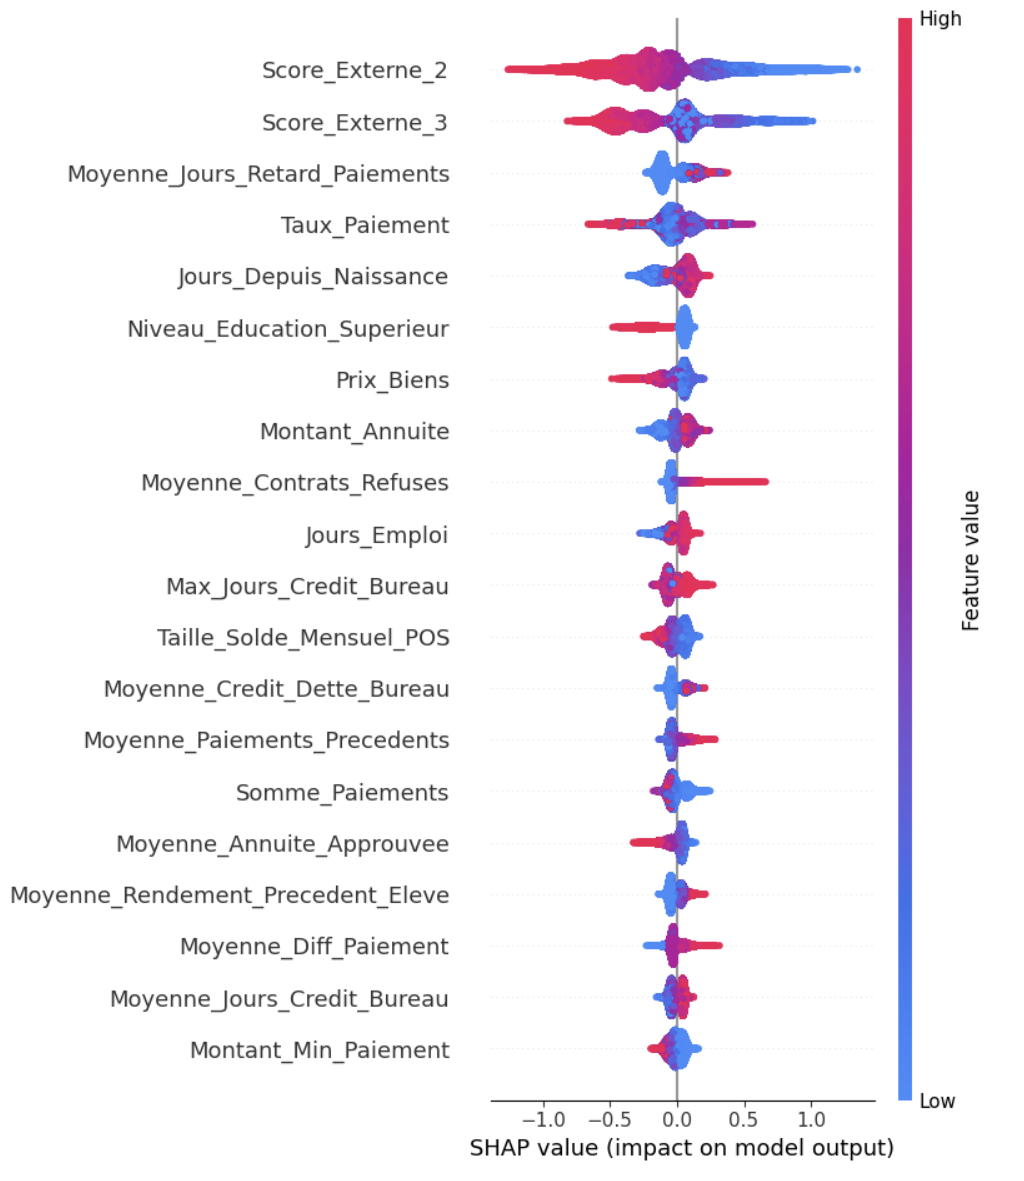 High
Score_Externe_2
Score_Externe_3
Moyenne_Jours_Retard_Paiements
Taux_Paiement
Jours_Depuis_Naissance
Niveau_Education_Superieur
Prix_Biens
Montant_Annuite
Moyenne_Contrats_Refuses
Jours_Emploi
Max_Jours_Credit_Bureau
Taille_Solde_Mensuel_POS
Moyenne_Credit_Dette_Bureau
Moyenne_Paiements_Precedents
Somme_Paiements
Moyenne_Annuite_Approuvee
Moyenne_Rendement_Precedent_Eleve
Moyenne_Diff_Paiement
Moyenne_Jours_Credit_Bureau
Montant_Min_Paiement
Feature value
Low
−1.0 −0.5 0.0 0.5 1.0
SHAP value (impact on model output)